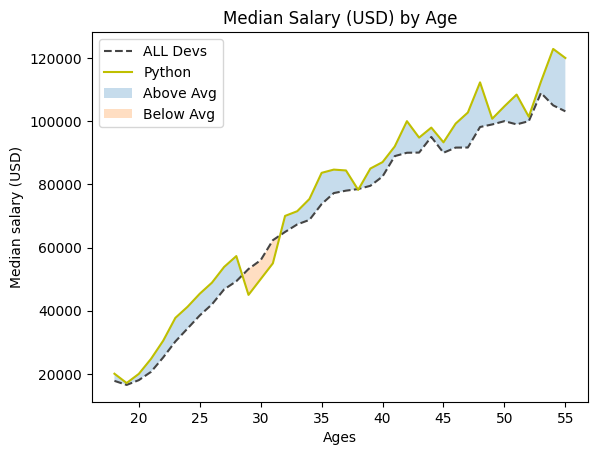 Median Salary (USD) by Age
ALL Devs
Python
Above Avg
Below Avg
Median salary (USD)
120000
100000
80000
60000
40000
20000
20 25 30 35 40 45 50 55
Ages